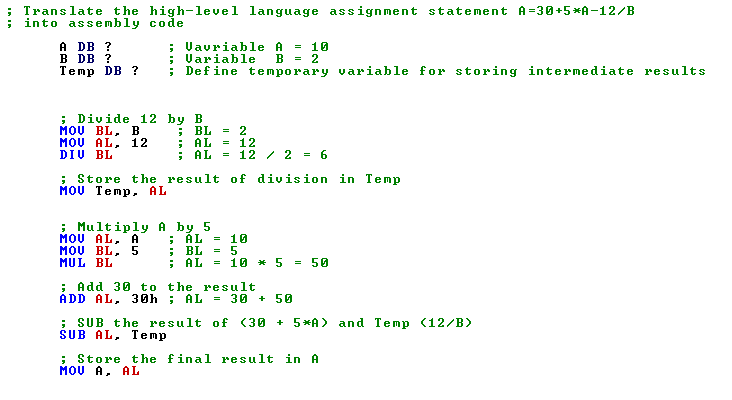 ; Translate the high-level language assignment statement A=30+5*A-12/B
; into assembly code
A DB ? ; Vavriable A = 10
B DB ? ; Variable B = 2
Temp DB ? ; Define temporary variable for storing intermediate results
; Divide 12 by B
MOV BL, B ; BL = 2
MOV AL, 12 ; AL = 12
DIV BL ; AL = 12 / 2 = 6
; Store the result of division in Temp
MOV Temp, AL
; Multiply A by 5
MOV AL, A ; AL = 10
MOV BL, 5 ; BL = 5
MUL BL ; AL = 10 * 5 = 50
; Add 30 to the result
ADD AL, 30h ; AL = 30 + 50
; SUB the result of (30 + 5*A) and Temp (12/B)
SUB AL, Temp
; Store the final result in A
MOV A, AL